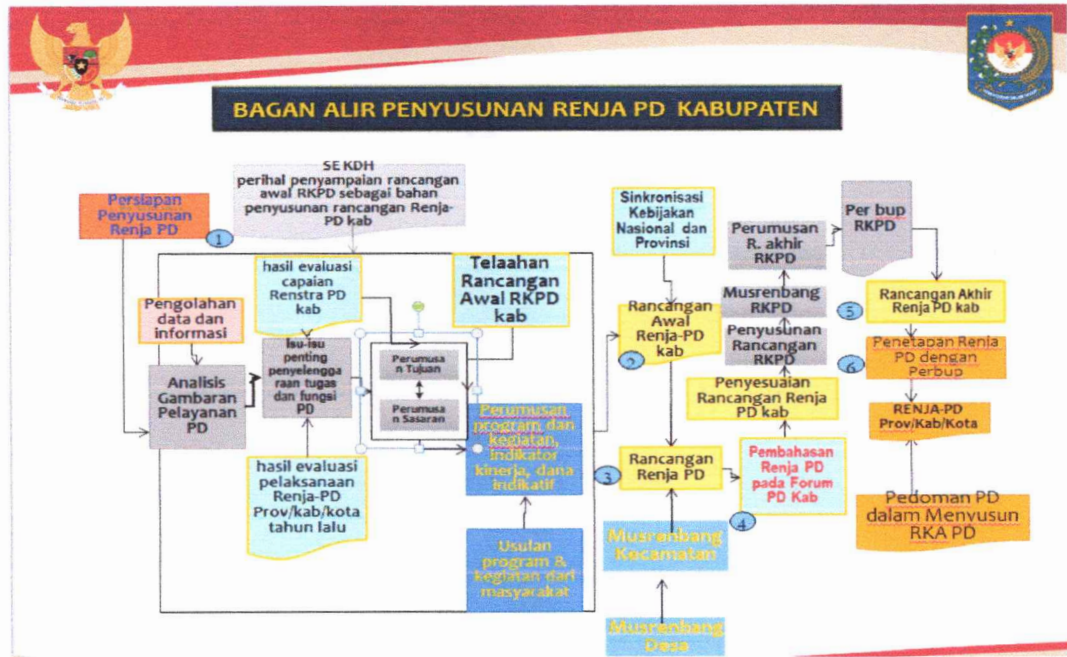 BAGAN ALIR PENYUSUNAN RENJA PD KABUPATEN
SE KDH
perihal penyampaian rancangan
awal RKPD sebagai bahan
penyusunan rancangan Renja-
PD kab
Persiapan
Penyusunan
Renja PD
1
hasil evaluasi
capaian
Renstra PD
kab
Telaahan
Rancangan
Awal RKPD
kab
Pengolahan
data dan
informasi
Isu-isu
penting
penyelengga
raan tugas
dan fungsi
PD
Analisis
Gambaran
Pelayanan
PD
Perumusa
n Tujuan
Perumusa
n Sasaran
Perumusan
program dan
kegiatan,
indikator
kinerja, dana
indikatif
hasil evaluasi
pelaksanaan
Renja-PD
Prov/kab/kota
tahun lalu
Usulan
program &
kegiatan dari
masyarakat
Sinkronisasi
Kebijakan
Nasional dan
Provinsi
Rancangan
Awal
Renja-PD
kab
2
3
Rancangan
Renja PD
Musrenbang
Kecamatan
Musrenbang
Desa
4
Pembahasan
Renja PD
pada Forum
PD Kab
Penyesuaian
Rancangan Renja
PD kab
Penyusunan
Rancangan
RKPD
Musrenbang
RKPD
Perumusan
R. akhir
RKPD
Per bup
RKPD
5
Rancangan Akhir
Renja PD kab
6
Penetapan Renja
PD dengan
Perbup
RENJA-PD
Prov/Kab/Kota
Pedoman PD
dalam Menyusun
RKA PD